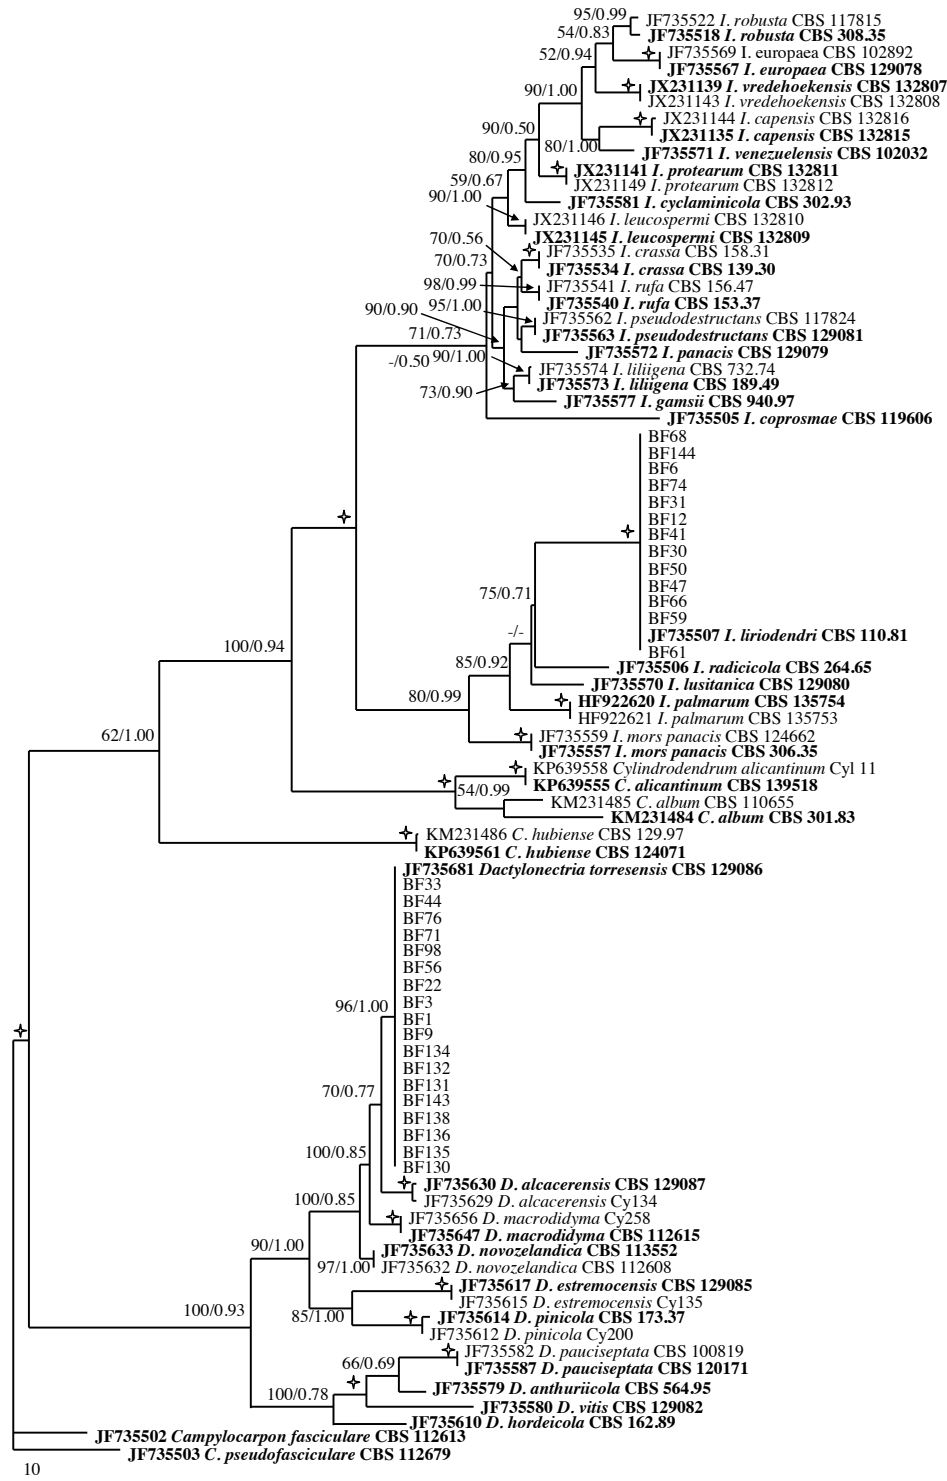 95/0.99
JF735522 I. robusta CBS 117815
54/0.83
JF735518 I. robusta CBS 308.35
52/0.94
JF735569 I. europaea CBS 102892
JF735567 I. europaea CBS 129078
90/1.00
JX231139 I. vredehoekensis CBS 132807
JX231143 I. vredehoekensis CBS 132808
JX231144 I. capensis CBS 132816
90/0.50
JX231135 I. capensis CBS 132815
80/1.00
JF735571 I. venezuelensis CBS 102032
80/0.95
JX231141 I. protearum CBS 132811
59/0.67
JX231149 I. protearum CBS 132812
90/1.00
JF735581 I. cyclaminicola CBS 302.93
JX231146 I. leucospermi CBS 132810
70/0.56
JX231145 I. leucospermi CBS 132809
JF735535 I. crassa CBS 158.31
70/0.73
JF735534 I. crassa CBS 139.30
98/0.99
JF735541 I. rufa CBS 156.47
90/0.90
95/1.00
JF735540 I. rufa CBS 153.37
JF735562 I. pseudodestructans CBS 117824
71/0.73
JF735563 I. pseudodestructans CBS 129081
JF735572 I. panacis CBS 129079
-/0.50
90/1.00
JF735574 I. liliigena CBS 732.74
73/0.90
JF735573 I. liliigena CBS 189.49
JF735577 I. gamsii CBS 940.97
JF735505 I. coprosmae CBS 119606
BF68
BF144
BF6
BF74
BF31
BF12
BF41
BF30
BF50
BF47
75/0.71
BF66
BF59
-/-
JF735507 I. liriodendri CBS 110.81
BF61
100/0.94
85/0.92
JF735506 I. radicicola CBS 264.65
JF735570 I. lusitanica CBS 129080
80/0.99
HF922620 I. palmarum CBS 135754
HF922621 I. palmarum CBS 135753
62/1.00
JF735559 I. mors panacis CBS 124662
JF735557 I. mors panacis CBS 306.35
KP639558 Cylindrodendrum alicantinum Cyl 11
54/0.99
KP639555 C. alicantinum CBS 139518
KM231485 C. album CBS 110655
KM231484 C. album CBS 301.83
KM231486 C. hubiense CBS 129.97
KP639561 C. hubiense CBS 124071
JF735681 Dactylonectria torresensis CBS 129086
BF33
BF44
BF76
BF71
BF98
BF56
BF22
96/1.00
BF3
BF1
BF9
BF134
BF132
70/0.77
BF131
BF143
BF138
BF136
100/0.85
BF135
BF130
JF735630 D. alcacerensis CBS 129087
100/0.85
JF735629 D. alcacerensis Cy134
JF735656 D. macrodidyma Cy258
JF735647 D. macrodidyma CBS 112615
90/1.00
JF735633 D. novozelandica CBS 113552
97/1.00
JF735632 D. novozelandica CBS 112608
JF735617 D. estremocensis CBS 129085
100/0.93
JF735615 D. estremocensis Cy135
85/1.00
JF735614 D. pinicola CBS 173.37
JF735612 D. pinicola Cy200
JF735582 D. pauciseptata CBS 100819
66/0.69
JF735587 D. pauciseptata CBS 120171
JF735579 D. anthuriicola CBS 564.95
100/0.78
JF735580 D. vitis CBS 129082
JF735610 D. hordeicola CBS 162.89
JF735502 Campylocarpon fasciculare CBS 112613
JF735503 C. pseudofasciculare CBS 112679
10